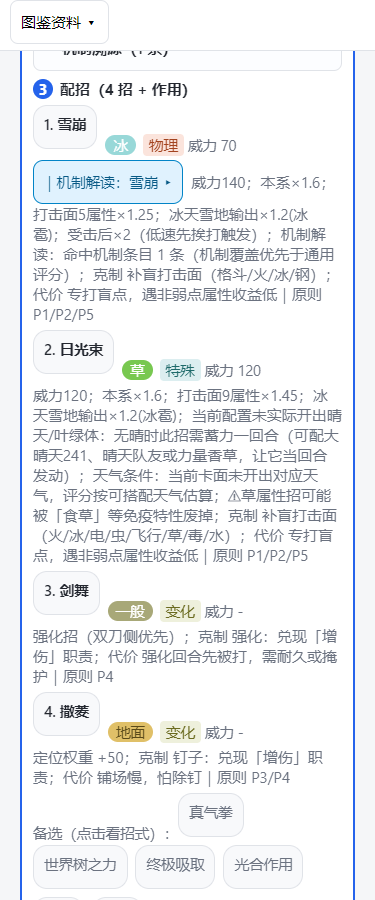 图鉴资料 ▾
3 配招（4 招 + 作用）
1. 雪崩
冰 物理 威力 70
| 机制解读：雪崩 ▸ 威力140；本系×1.6；
打击面5属性×1.25；冰天雪地输出×1.2(冰
雹)；受击后×2（低速先挨打触发）；机制解
读：命中机制条目 1 条（机制覆盖优先于通用
评分）；克制 补盲打击面（格斗/火/冰/钢）；
代价 专打盲点，遇非弱点属性收益低 | 原则
P1/P2/P5
2. 日光束
草 特殊 威力 120
威力120；本系×1.6；打击面9属性×1.45；冰
天雪地输出×1.2(冰雹)；当前配置未实际开出晴
天/叶绿体：无晴时此招需蓄力一回合（可配大
晴天241、晴天队友或力量香草，让它当回合
发动）；天气条件：当前卡面未开出对应天
气，评分按可搭配天气估算；⚠草属性招可能
被「食草」等免疫特性废掉；克制 补盲打击面
（火/冰/电/虫/飞行/草/毒/水）；代价 专打盲
点，遇非弱点属性收益低 | 原则 P1/P2/P5
3. 剑舞
一般 变化 威力 -
强化招（双刀侧优先）；克制 强化：兑现「增
伤」职责；代价 强化回合先被打，需耐久或掩
护 | 原则 P4
4. 撒菱
地面 变化 威力 -
定位权重 +50；克制 钉子：兑现「增伤」职
责；代价 铺场慢，怕除钉 | 原则 P3/P4
备选（点击看招式）： 真气拳
世界树之力 终极吸取 光合作用